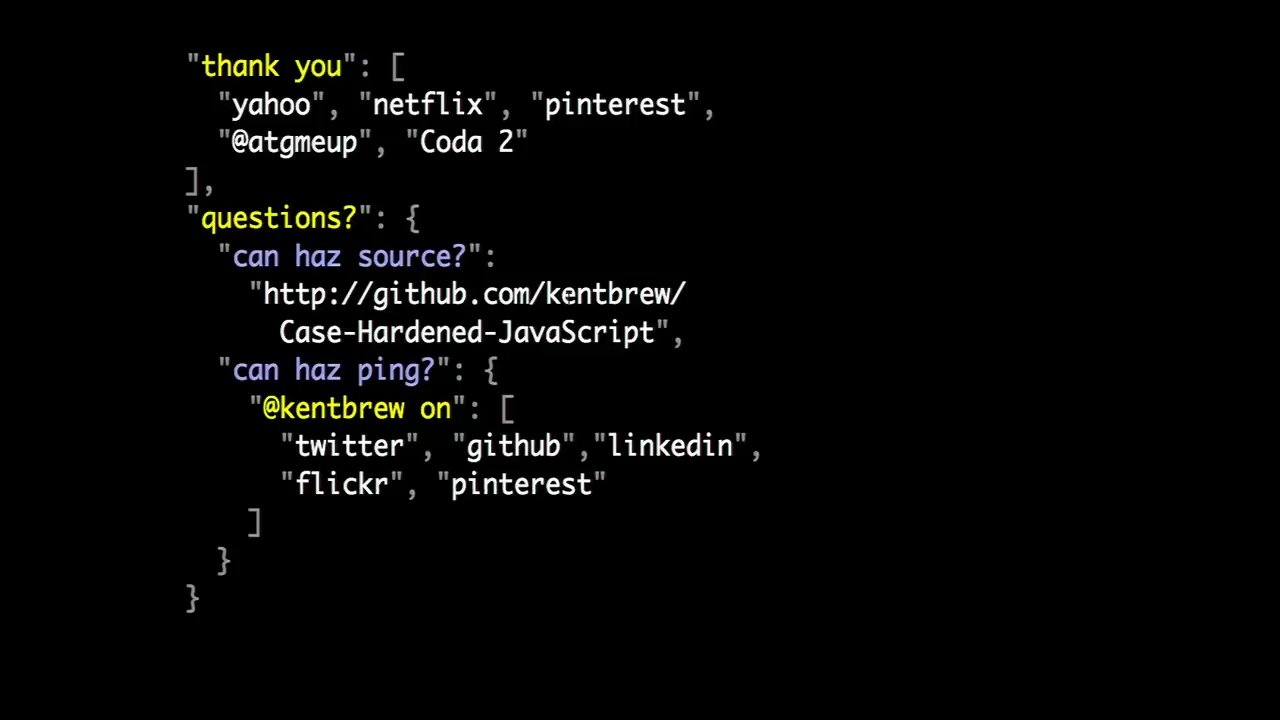 "thank you": [
"yahoo", "netflix", "pinterest",
"@atgmeup", "Coda 2"
],
"questions?": {
"can haz source?":
"http://github.com/kentbrew/
Case-Hardened-JavaScript",
"can haz ping?": {
"@kentbrew on": [
"twitter", "github","linkedin",
"flickr", "pinterest"
]
}
}